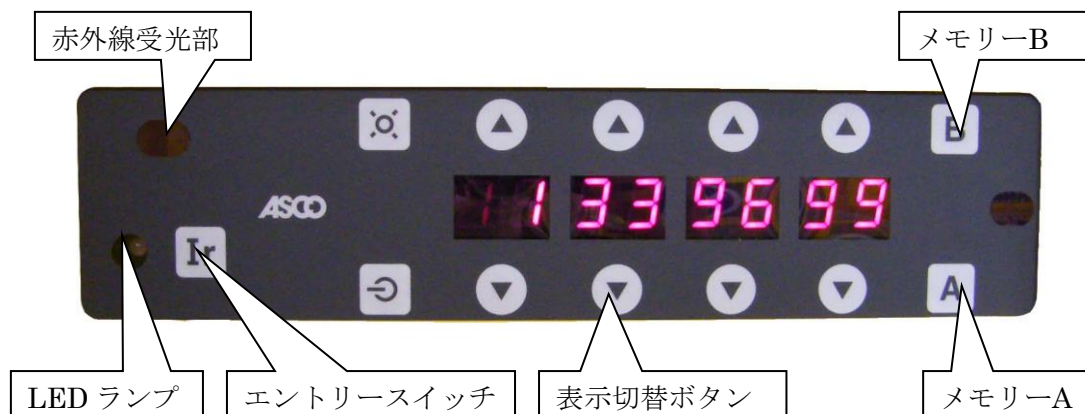 赤外線受光部
メモリーB
B
ASCO
1 33 96 99
Ir
A
LED ランプ
エントリースイッチ
表示切替ボタン
メモリーA